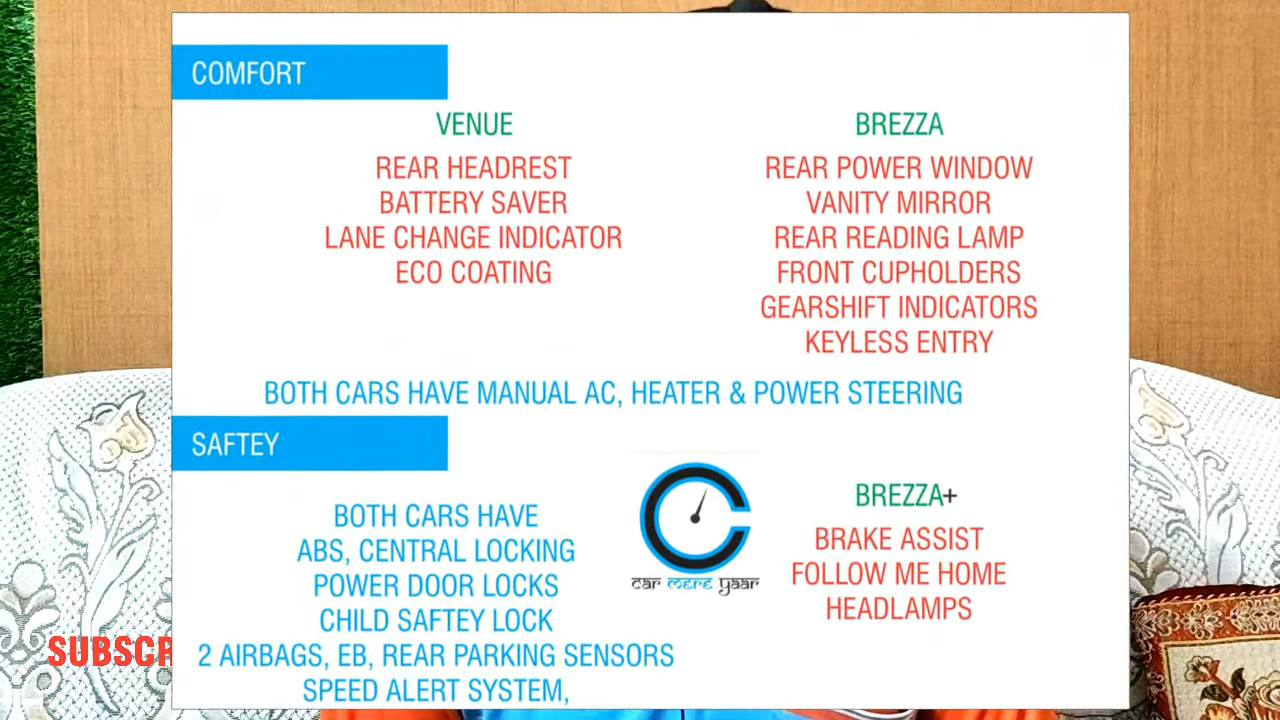 COMFORT
VENUE
REAR HEADREST
BATTERY SAVER
LANE CHANGE INDICATOR
ECO COATING
BREZZA
REAR POWER WINDOW
VANITY MIRROR
REAR READING LAMP
FRONT CUPHOLDERS
GEARSHIFT INDICATORS
KEYLESS ENTRY
BOTH CARS HAVE MANUAL AC, HEATER & POWER STEERING
SAFTEY
BOTH CARS HAVE
ABS, CENTRAL LOCKING
POWER DOOR LOCKS
CHILD SAFTEY LOCK
2 AIRBAGS, EB, REAR PARKING SENSORS
SPEED ALERT SYSTEM,
car mere yaar
BREZZA+
BRAKE ASSIST
FOLLOW ME HOME
HEADLAMPS
SUBSCR